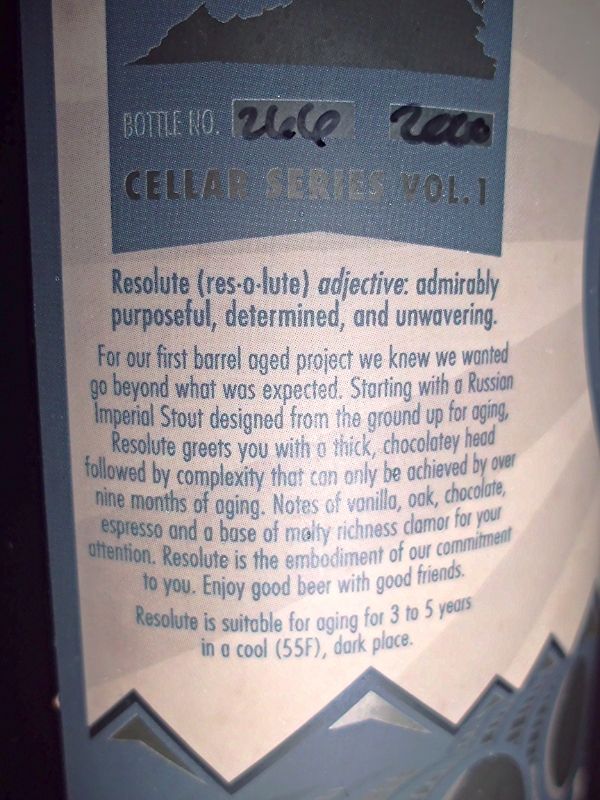 BOTTLE NO. 266 2000
CELLAR SERIES VOL. 1
Resolute (res·o·lute) adjective: admirably
purposeful, determined, and unwavering.
For our first barrel aged project we knew we wanted
go beyond what was expected. Starting with a Russian
Imperial Stout designed from the ground up for aging,
Resolute greets you with a thick, chocolatey head
followed by complexity that can only be achieved by over
nine months of aging. Notes of vanilla, oak, chocolate,
espresso and a base of malty richness clamor for your
attention. Resolute is the embodiment of our commitment
to you. Enjoy good beer with good friends.
Resolute is suitable for aging for 3 to 5 years
in a cool (55F), dark place.